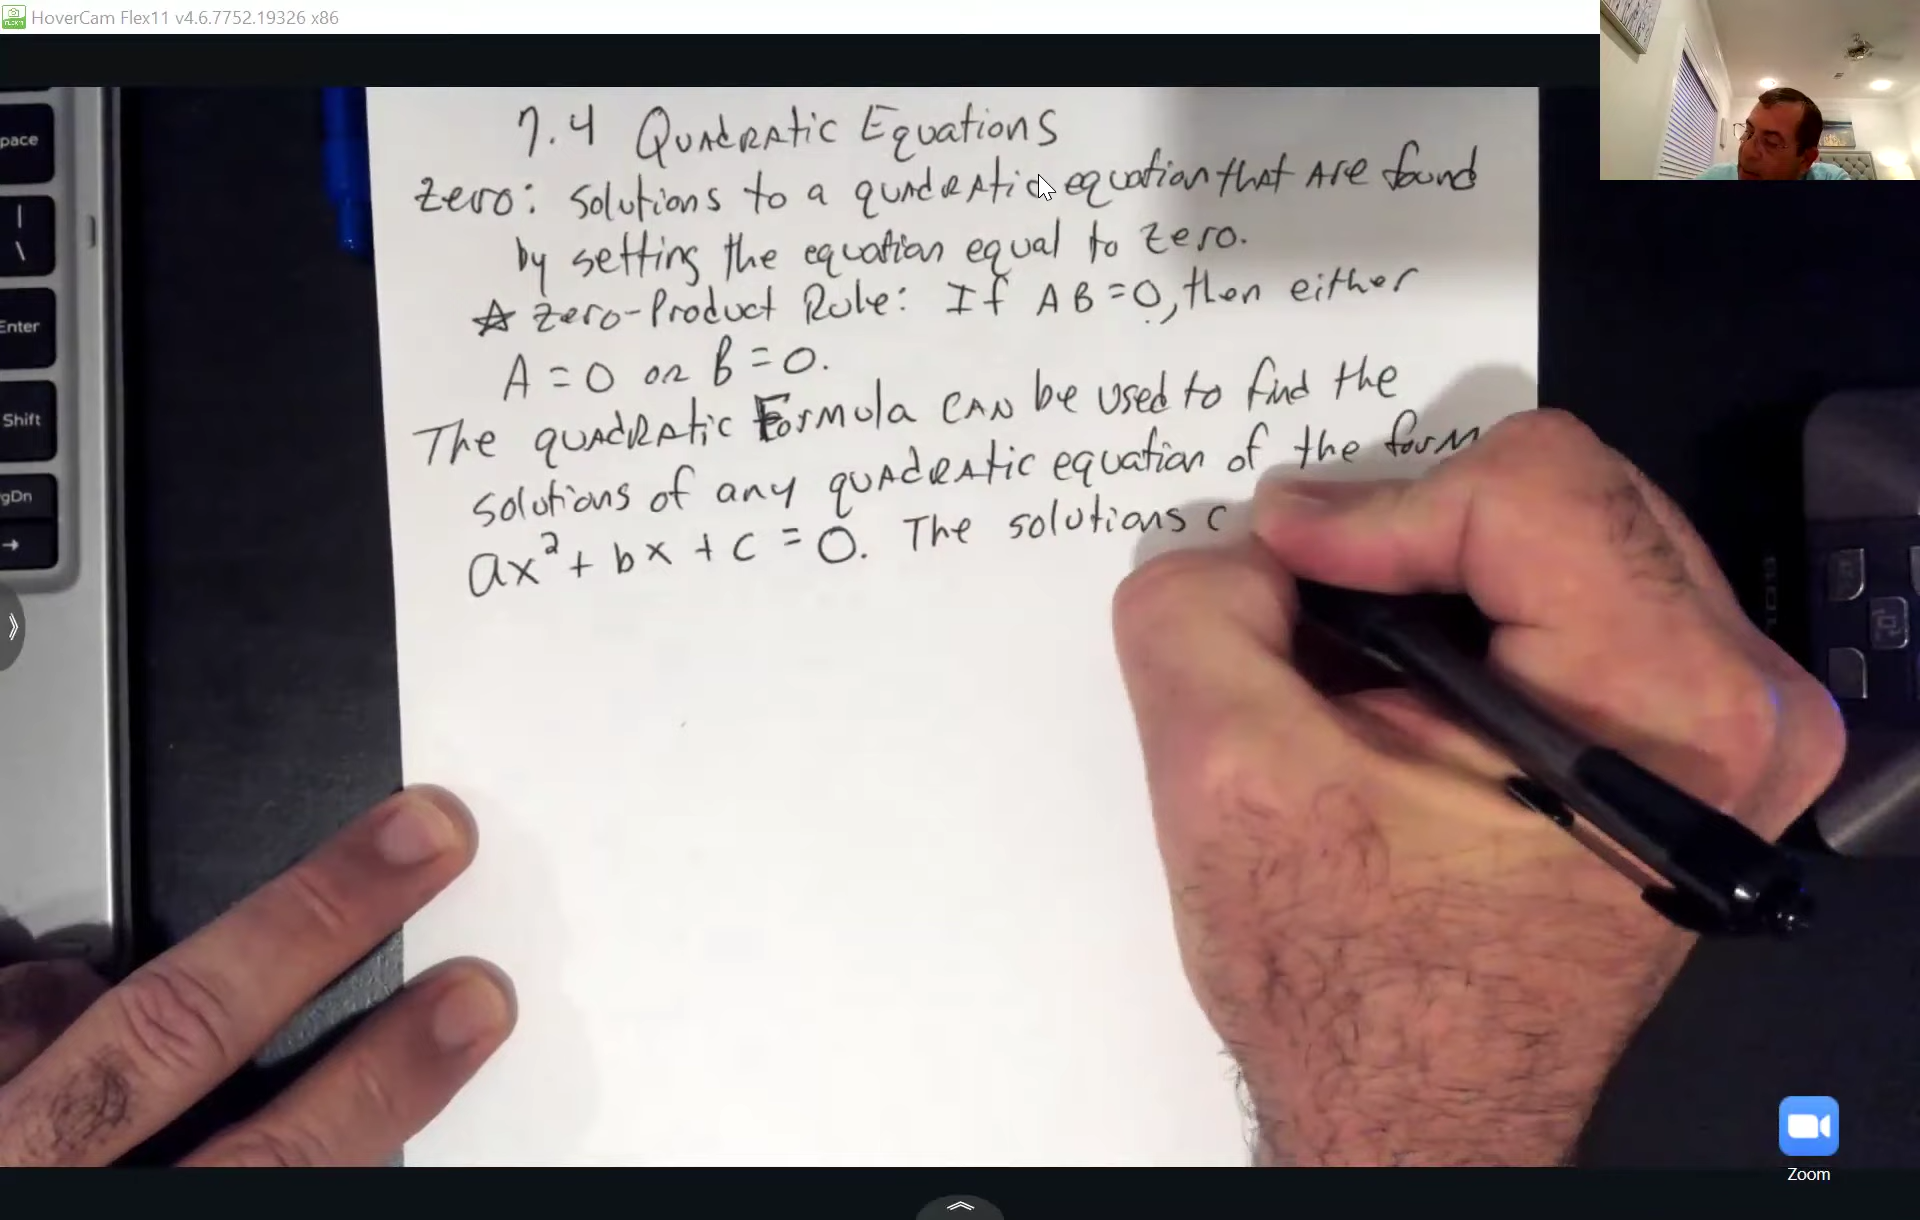 HoverCam Flex11 v4.6.7752.19326 x86
7.4 Quadratic Equations
Zero: solutions to a quadratic equation that are found
by setting the equation equal to zero.
☆ Zero-Product Rule: If AB=0, then either
A=0 or B=0.
The quadratic Formula can be used to find the
solutions of any quadratic equation of the form
ax²+bx+c=0. The solutions c
pace
| \
Enter
Shift
gDn
→
Zoom